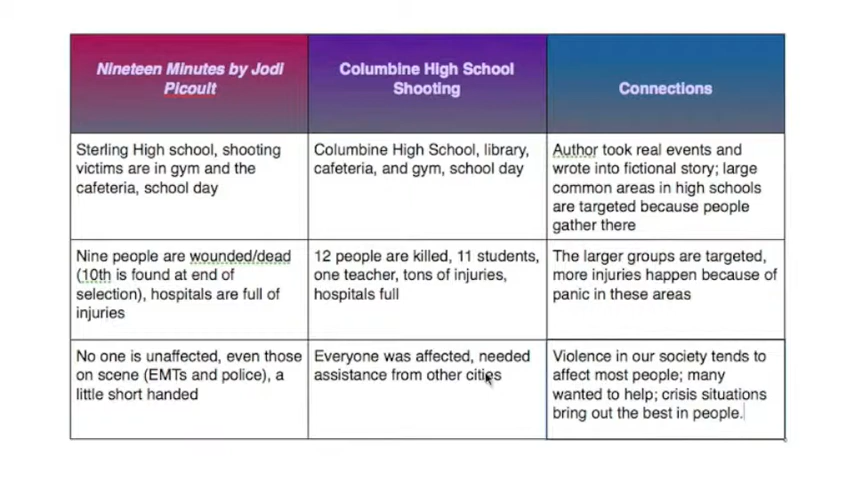 Nineteen Minutes by Jodi
Picoult
Columbine High School
Shooting
Connections
Sterling High school, shooting
victims are in gym and the
cafeteria, school day
Columbine High School, library,
cafeteria, and gym, school day
Author took real events and
wrote into fictional story; large
common areas in high schools
are targeted because people
gather there
Nine people are wounded/dead
(10th is found at end of
selection), hospitals are full of
injuries
12 people are killed, 11 students,
one teacher, tons of injuries,
hospitals full
The larger groups are targeted,
more injuries happen because of
panic in these areas
No one is unaffected, even those
on scene (EMTs and police), a
little short handed
Everyone was affected, needed
assistance from other cities
Violence in our society tends to
affect most people; many
wanted to help; crisis situations
bring out the best in people.